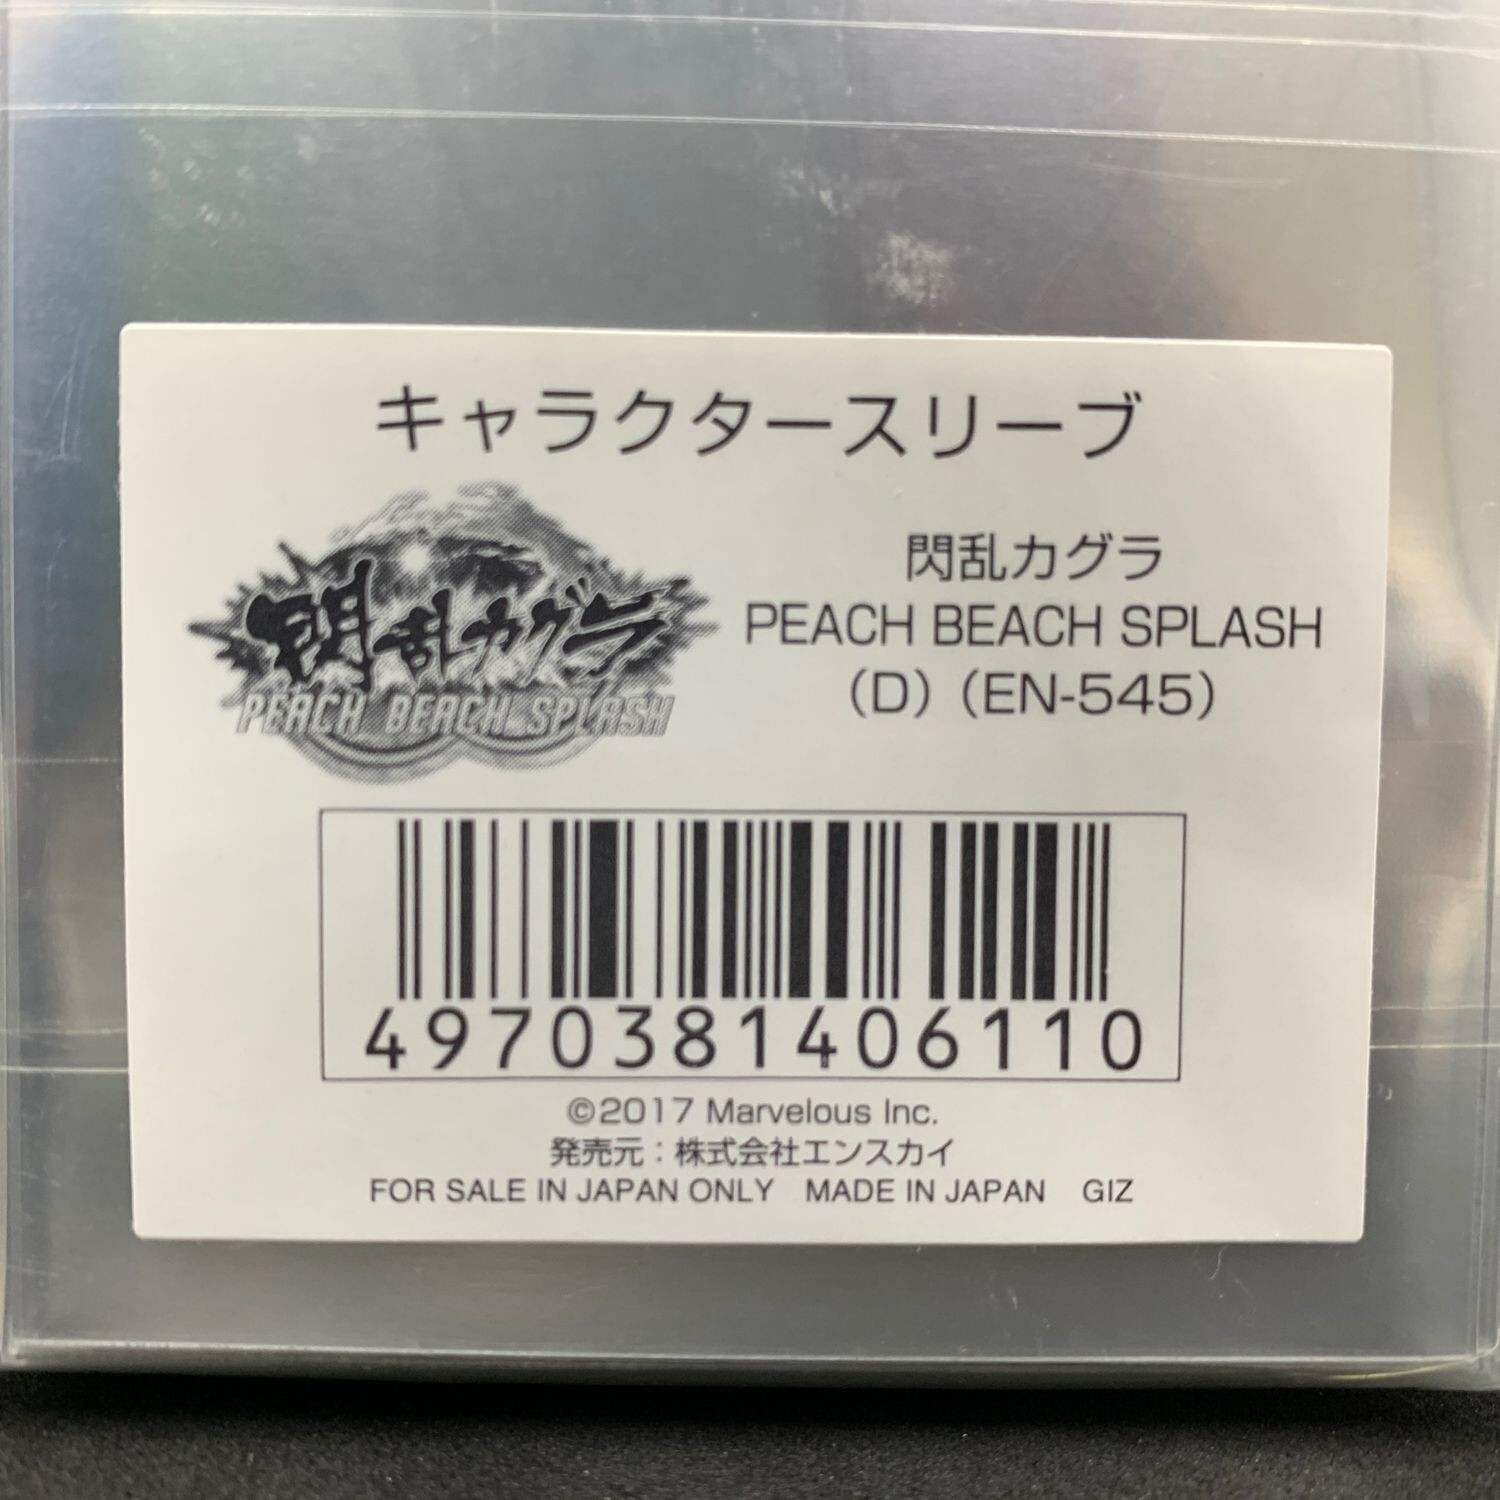 キャラクタースリーブ
閃乱カグラ
PEACH BEACH SPLASH
閃乱カグラ
PEACH BEACH SPLASH
(D) (EN-545)
4970381406110
©2017 Marvelous Inc.
発売元：株式会社エンスカイ
FOR SALE IN JAPAN ONLY MADE IN JAPAN GIZ